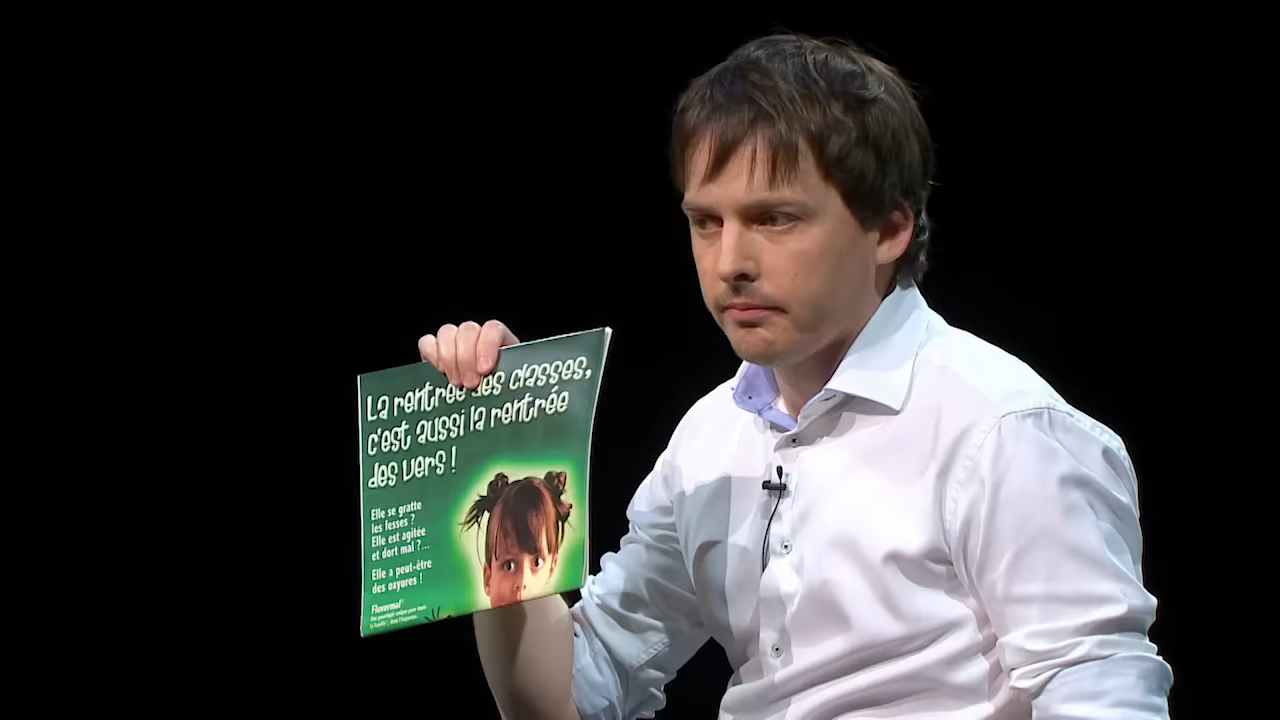 La rentrée des classes,
c'est aussi la rentrée
des vers !
Elle se gratte
les fesses ?
Elle est agitée
et dort mal ?...
Elle a peut-être
des oxyures !
Fluvermal